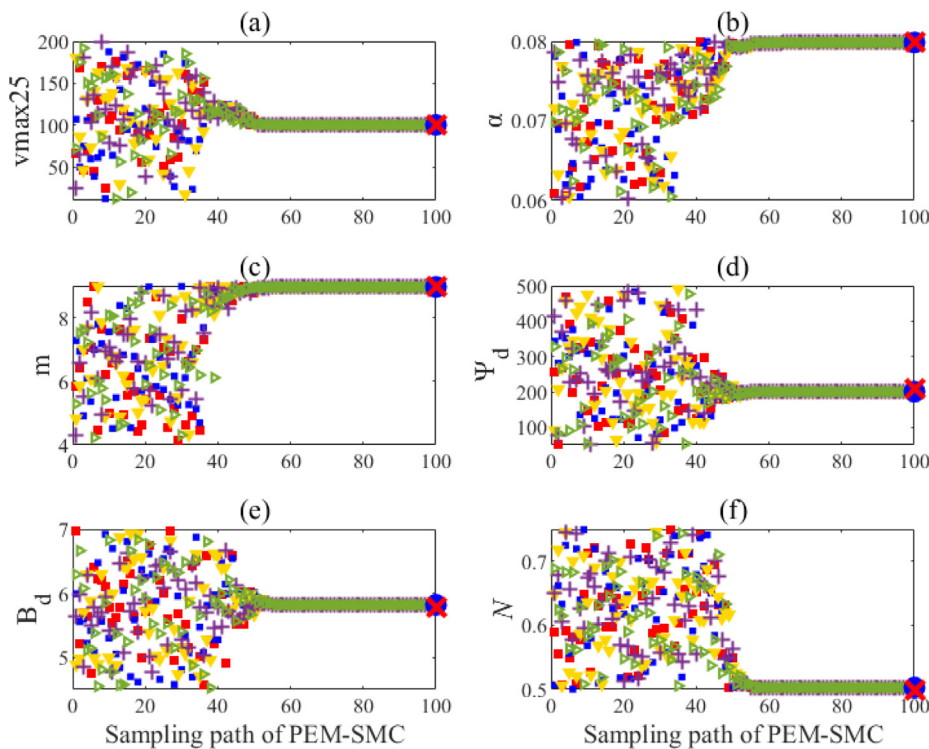 (a)
200
150
100
50
vmax25
0 20 40 60 80 100
(b)
0.08
0.07
0.06
α
0 20 40 60 80 100
(c)
8
6
4
m
0 20 40 60 80 100
(d)
500
400
300
200
100
Ψd
0 20 40 60 80 100
(e)
7
6
5
Bd
0 20 40 60 80 100
Sampling path of PEM-SMC
(f)
0.7
0.6
0.5
N
0 20 40 60 80 100
Sampling path of PEM-SMC